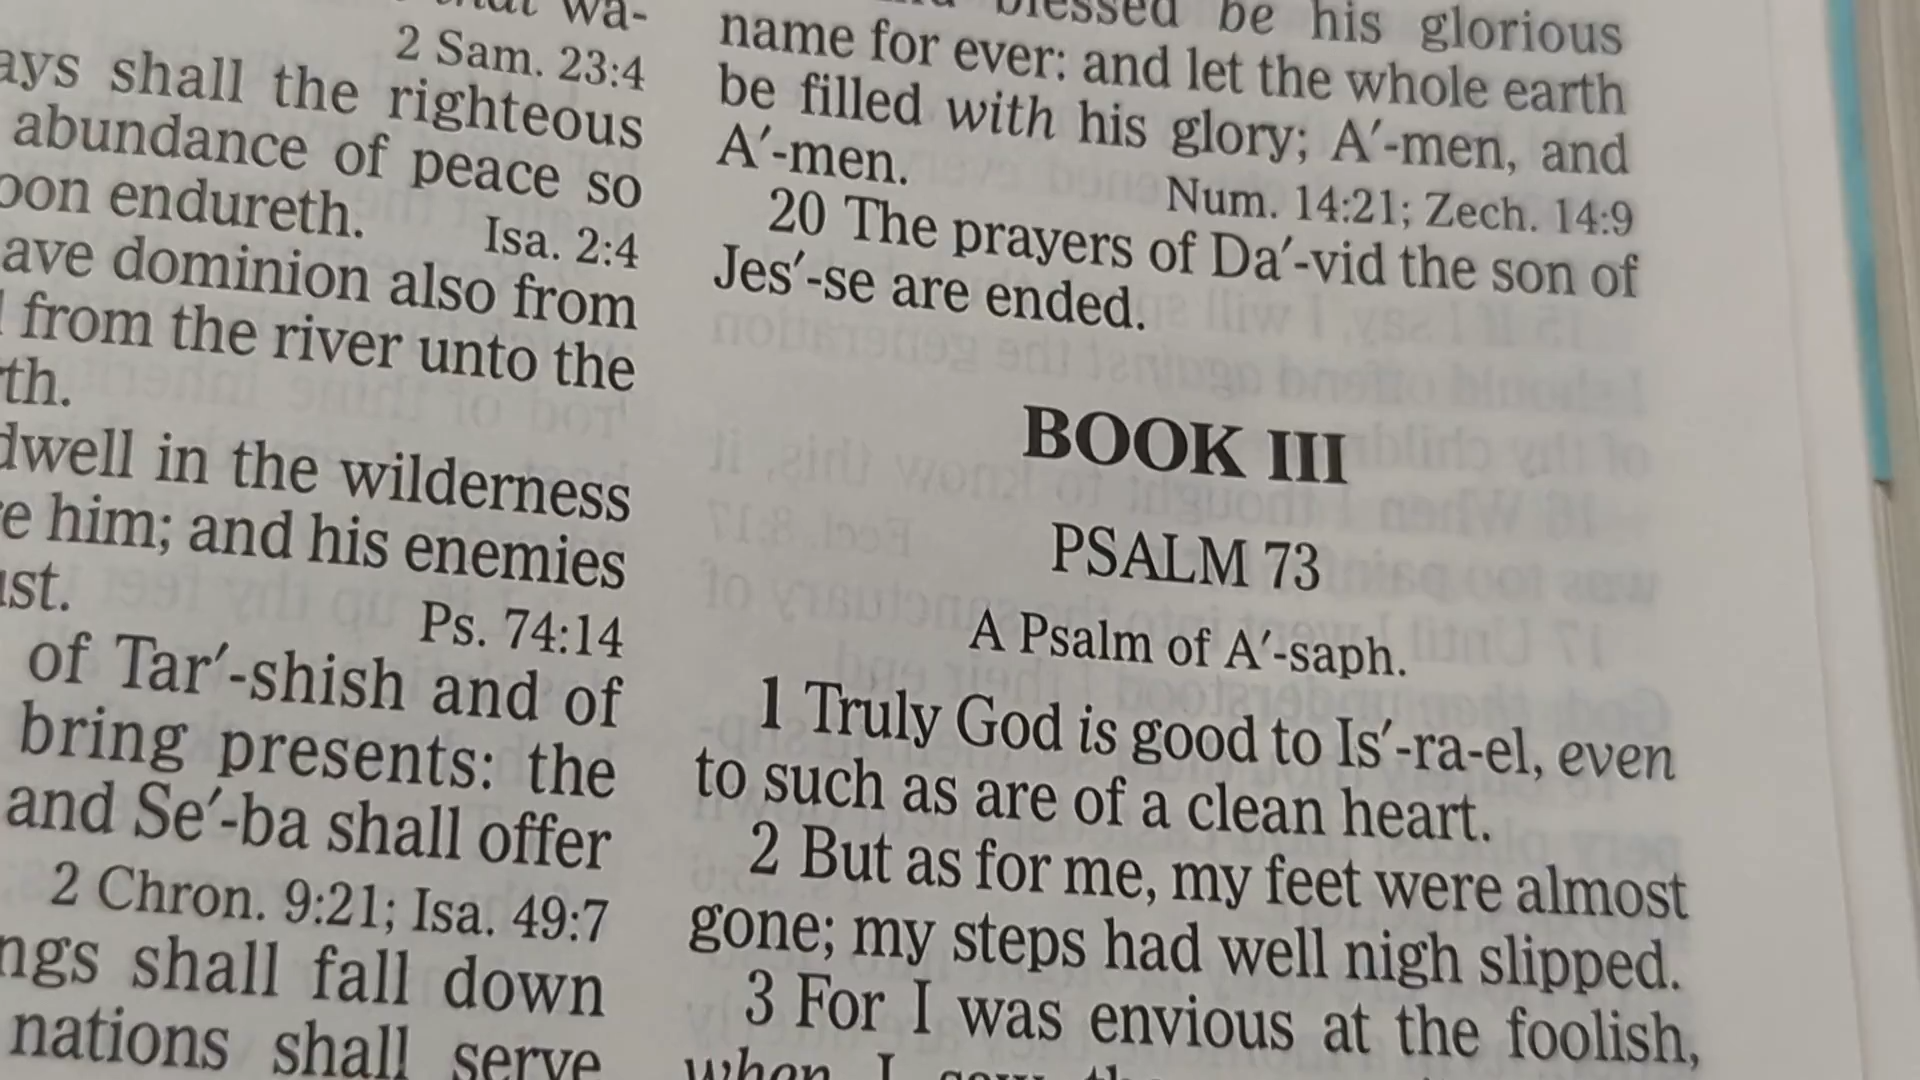 wa-
2 Sam. 23:4
ays shall the righteous
abundance of peace so
oon endureth.
Isa. 2:4
ave dominion also from
from the river unto the
th.
dwell in the wilderness
e him; and his enemies
ust.
Ps. 74:14
of Tar′-shish and of
bring presents: the
and Se′-ba shall offer
2 Chron. 9:21; Isa. 49:7
ngs shall fall down
nations shall serve
blessed be his glorious
name for ever: and let the whole earth
be filled with his glory; A′-men, and
A′-men.
Num. 14:21; Zech. 14:9
20 The prayers of Da′-vid the son of
Jes′-se are ended.
BOOK III
PSALM 73
A Psalm of A′-saph.
1 Truly God is good to Is′-ra-el, even
to such as are of a clean heart.
2 But as for me, my feet were almost
gone; my steps had well nigh slipped.
3 For I was envious at the foolish,
when I saw the